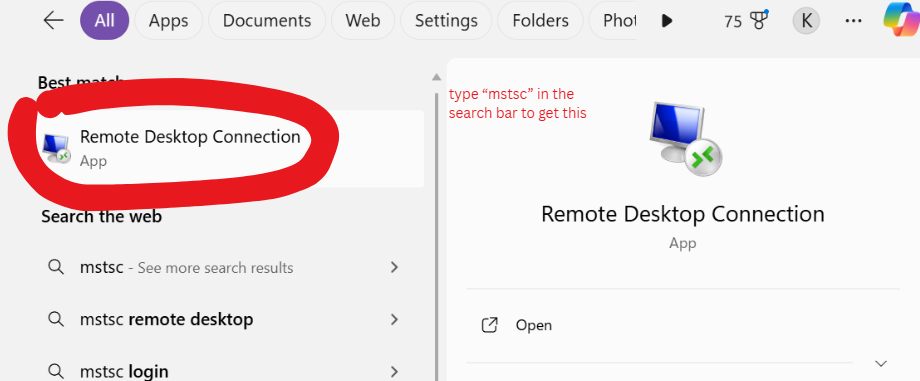 All Apps Documents Web Settings Folders Phot 75 K
Best match
type “mstsc” in the
search bar to get this
Remote Desktop Connection
App
Remote Desktop Connection
App
Search the web
mstsc - See more search results
mstsc remote desktop
Open
mstsc login